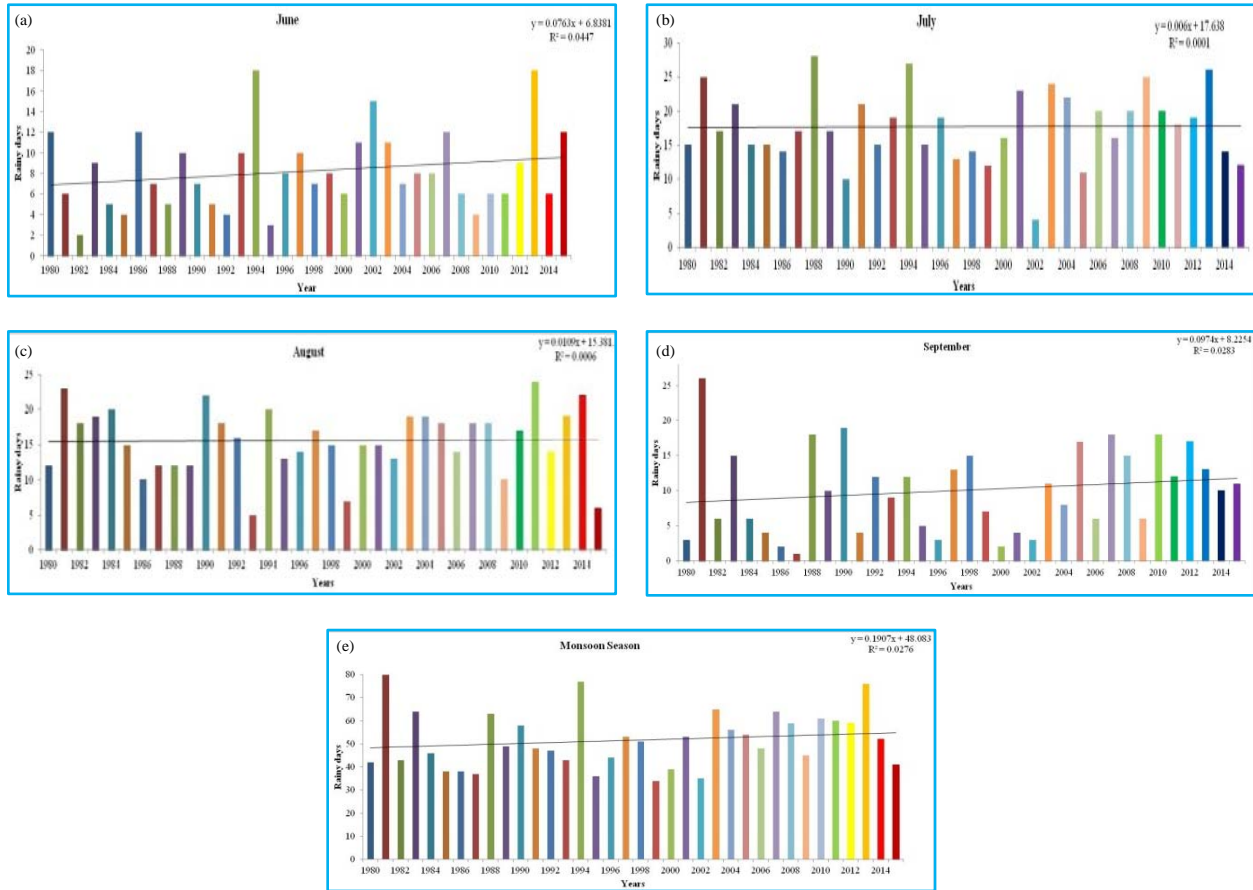 (a)
June
y = 0.0763x + 6.8381
R² = 0.0447
Rainy days
20
18
16
14
12
10
8
6
4
2
0
1980 1982 1984 1986 1988 1990 1992 1994 1996 1998 2000 2002 2004 2006 2008 2010 2012 2014
Year
(b)
July
y = 0.006x + 17.638
R² = 0.0001
Rainy days
30
25
20
15
10
5
0
1980 1982 1984 1986 1988 1990 1992 1994 1996 1998 2000 2002 2004 2006 2008 2010 2012 2014
Years
(c)
August
y = 0.0109x + 15.381
R² = 0.0006
Rainy days
25
20
15
10
5
0
1980 1982 1984 1986 1988 1990 1992 1994 1996 1998 2000 2002 2004 2006 2008 2010 2012 2014
Years
(d)
September
y = 0.0974x + 8.2254
R² = 0.0283
Rainy days
25
20
15
10
5
0
1980 1982 1984 1986 1988 1990 1992 1994 1996 1998 2000 2002 2004 2006 2008 2010 2012 2014
Years
(e)
Monsoon Season
y = 0.1907x + 48.083
R² = 0.0276
Rainy days
80
70
60
50
40
30
20
10
0
1980 1982 1984 1986 1988 1990 1992 1994 1996 1998 2000 2002 2004 2006 2008 2010 2012 2014
Years